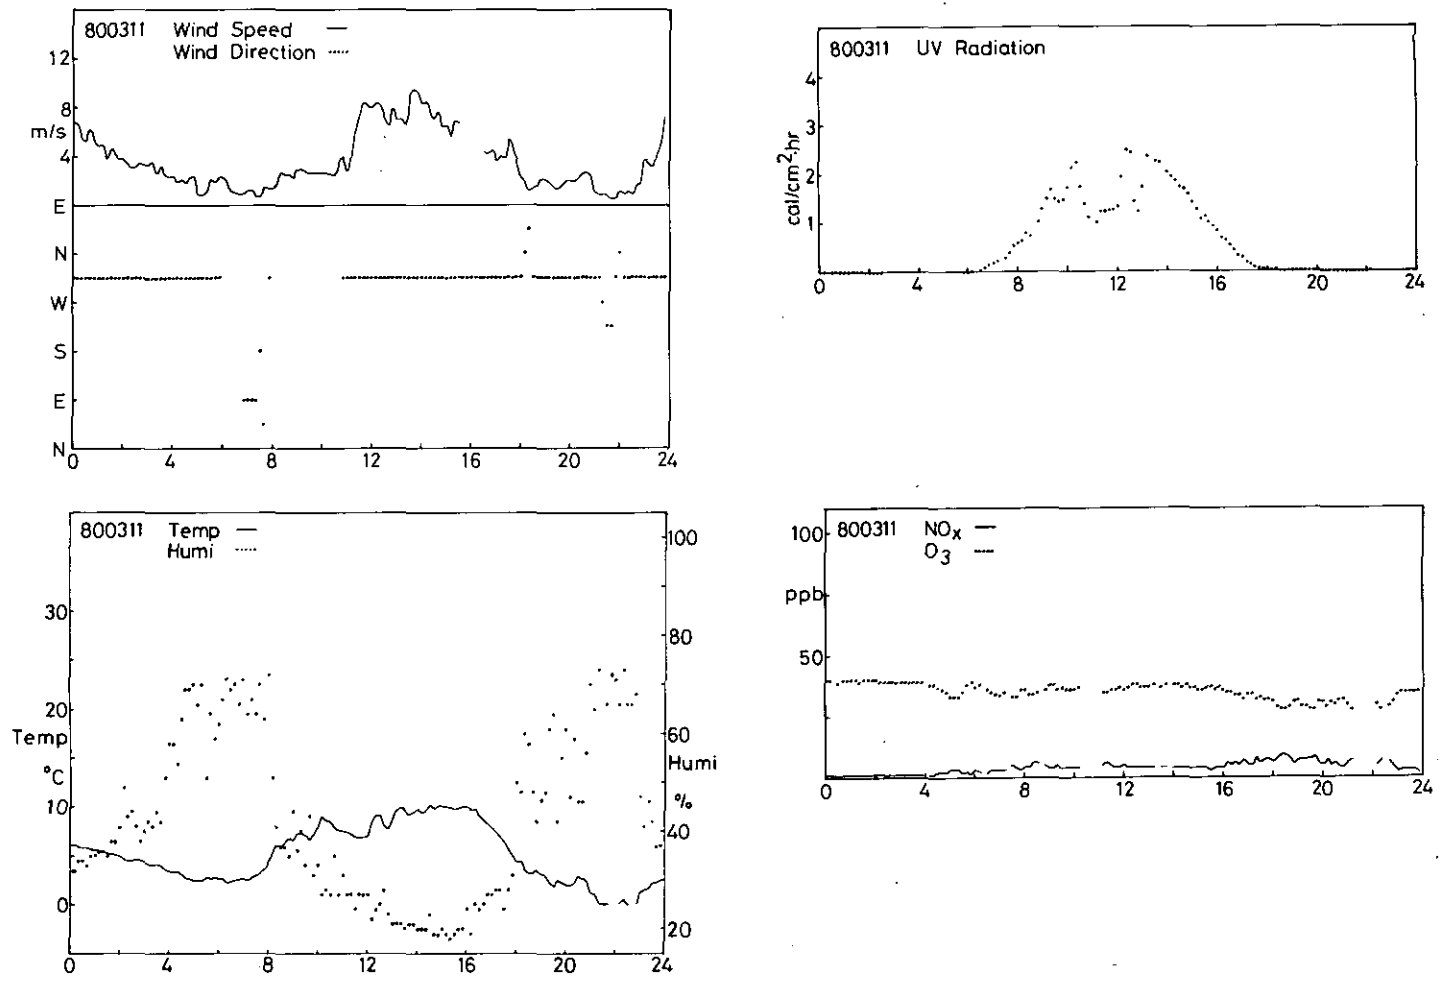 800311 Wind Speed —
Wind Direction ·····
12
8
m/s
4
E
N
W
S
E
N
0 4 8 12 16 20 24
800311 UV Radiation
4
3
cal/cm²·hr
2
1
0 4 8 12 16 20 24
800311 Temp —
Humi ·····
100
30
80
20
Temp
60
Humi
°C
%
10
40
0
20
0 4 8 12 16 20 24
100
800311 NOx —
O3 ·····
ppb
50
0 4 8 12 16 20 24